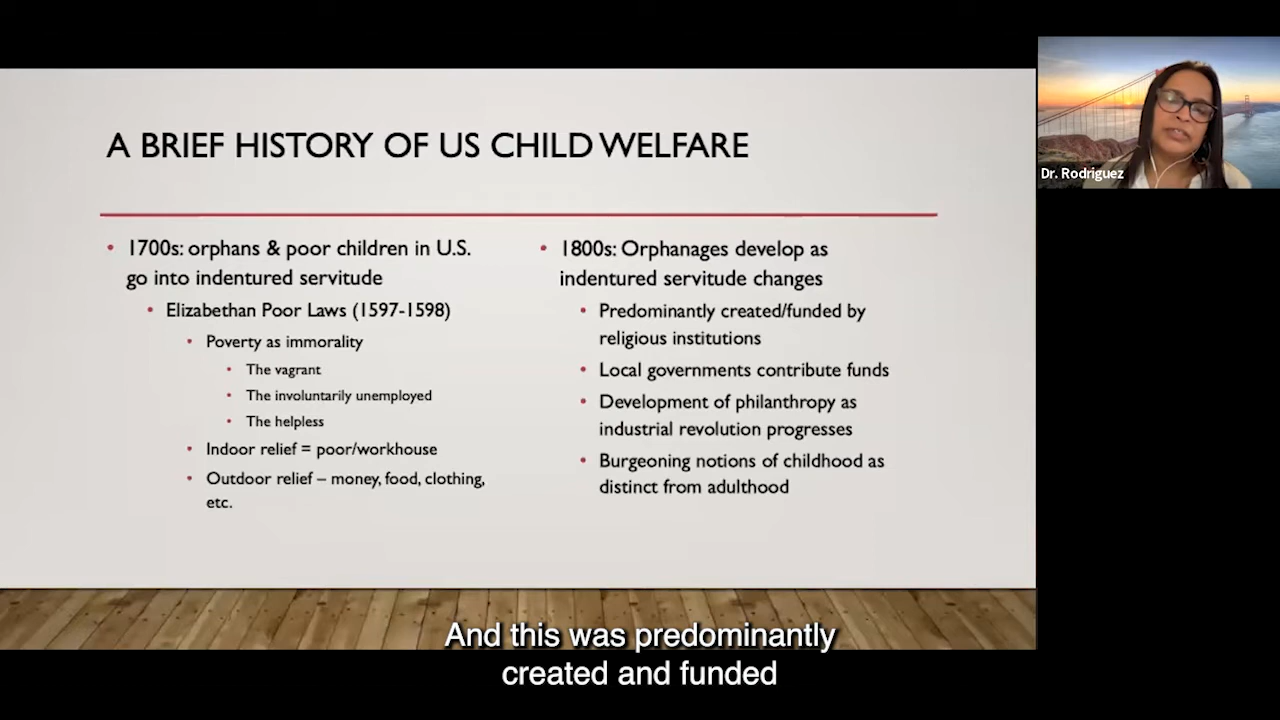 A BRIEF HISTORY OF US CHILD WELFARE
• 1700s: orphans & poor children in U.S.
go into indentured servitude
• Elizabethan Poor Laws (1597-1598)
• Poverty as immorality
• The vagrant
• The involuntarily unemployed
• The helpless
• Indoor relief = poor/workhouse
• Outdoor relief – money, food, clothing,
etc.
• 1800s: Orphanages develop as
indentured servitude changes
• Predominantly created/funded by
religious institutions
• Local governments contribute funds
• Development of philanthropy as
industrial revolution progresses
• Burgeoning notions of childhood as
distinct from adulthood
Dr. Rodriguez
And this was predominantly
created and funded